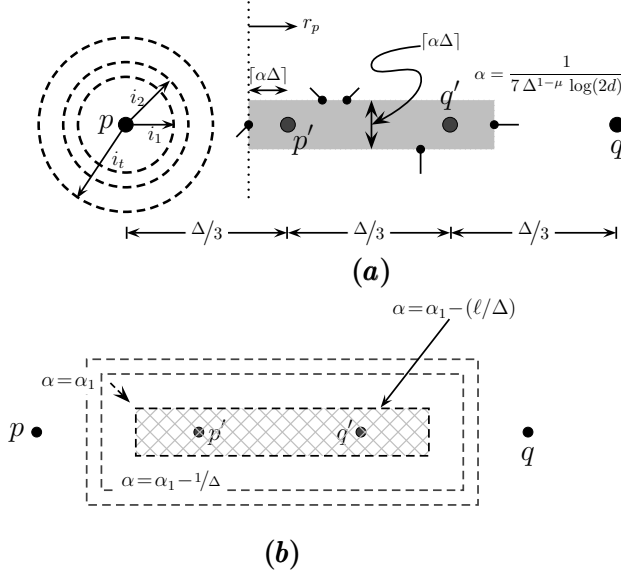 r_p
⌈αΔ⌉
⌈αΔ⌉
α = 1 / (7 Δ^{1−μ} log(2d))
i_2
p
i_1
i_t
p′
q′
q
Δ/3
Δ/3
Δ/3
(a)
α = α_1 − (ℓ/Δ)
α = α_1
p
p′
q′
q
α = α_1 − 1/Δ
(b)